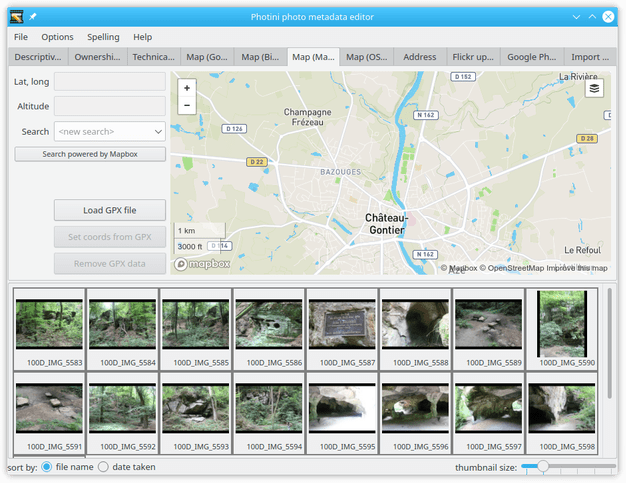 Photini photo metadata editor
File Options Spelling Help
Descriptiv... Ownershi... Technica... Map (Go... Map (Bi... Map (Ma... Map (OS... Address Flickr up... Google Ph... Import ...
Lat, long
Altitude
Search <new search>
Search powered by Mapbox
Load GPX file
Set coords from GPX
Remove GPX data
+
−
D 152
La Rivière
Champagne
Frézeau
N 162
D 126
D 28
D 22
BAZOUGES
Château-
Gontier
1 km
3000 ft
D 114
N 162
Le Refoul
mapbox
Azé
© Mapbox © OpenStreetMap Improve this map
100D_IMG_5583 100D_IMG_5584 100D_IMG_5585 100D_IMG_5586 100D_IMG_5587 100D_IMG_5588 100D_IMG_5589 100D_IMG_5590
100D_IMG_5591 100D_IMG_5592 100D_IMG_5593 100D_IMG_5594 100D_IMG_5595 100D_IMG_5596 100D_IMG_5597 100D_IMG_5598
sort by: file name date taken thumbnail size: